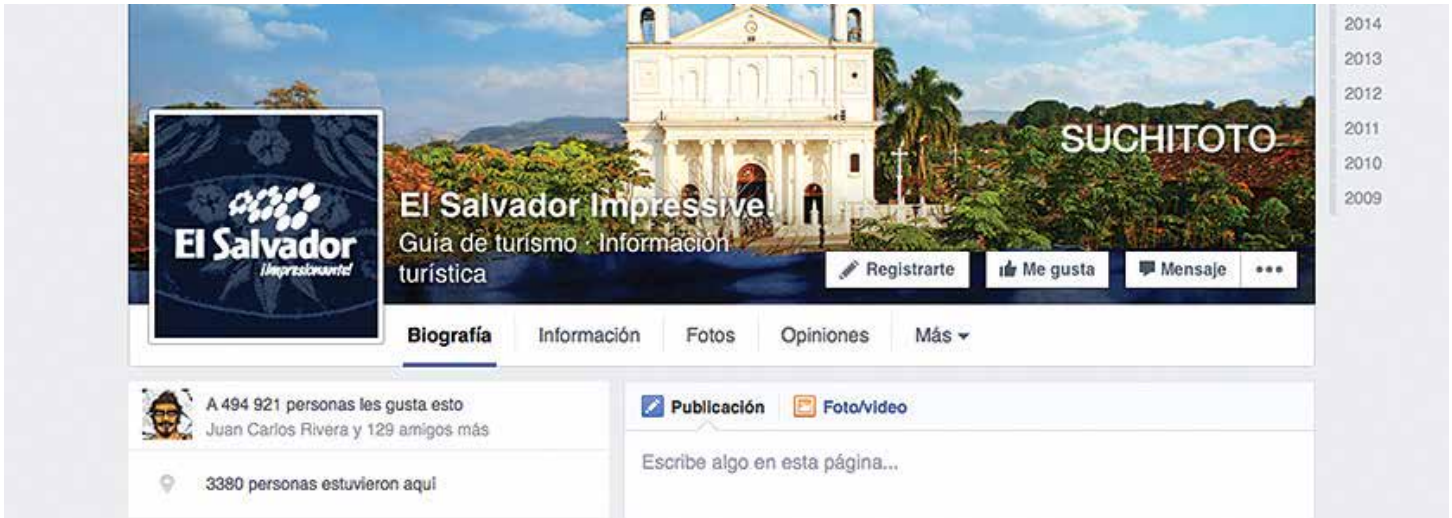 2014
2013
2012
2011
2010
2009
SUCHITOTO
El Salvador
¡Impresionante!
El Salvador Impressive!
Guía de turismo · Información
turística
Registrarte
Me gusta
Mensaje
Biografía
Información
Fotos
Opiniones
Más
A 494 921 personas les gusta esto
Juan Carlos Rivera y 129 amigos más
3380 personas estuvieron aquí
Publicación
Foto/video
Escribe algo en esta página...